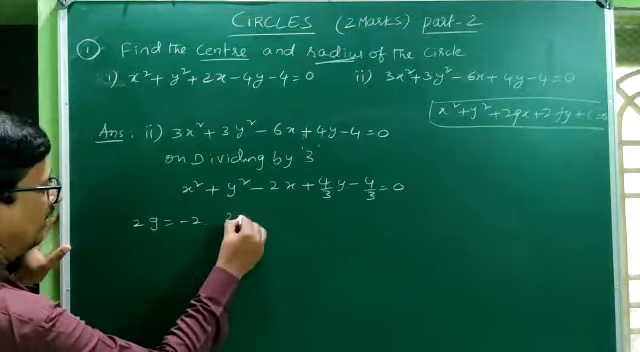 CIRCLES (2 Marks) part-2
① Find the centre and radius of the circle
i) x² + y² + 2x - 4y - 4 = 0 ii) 3x² + 3y² - 6x + 4y - 4 = 0
x² + y² + 2gx + 2fy + c = 0
Ans: ii) 3x² + 3y² - 6x + 4y - 4 = 0
on Dividing by '3'
x² + y² - 2x + 4/3 y - 4/3 = 0
2g = -2 2